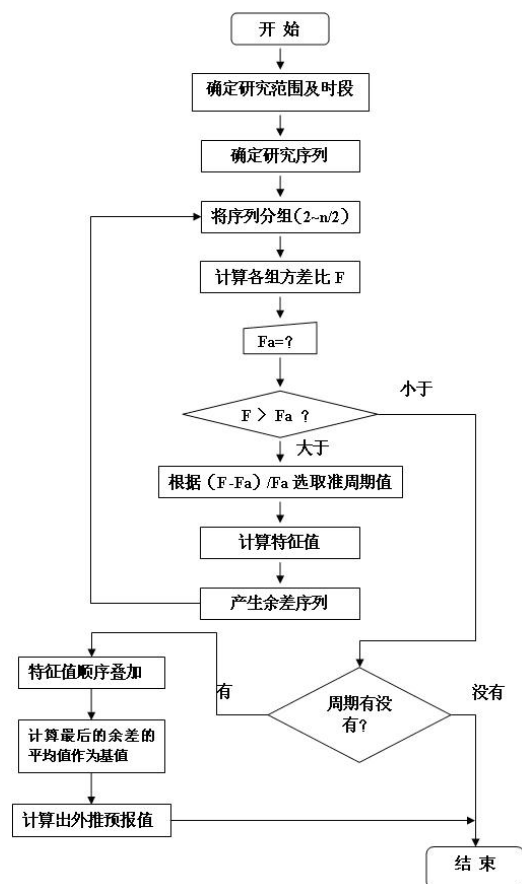 开 始
确定研究范围及时段
确定研究序列
将序列分组(2~n/2)
计算各组方差比 F
Fa=?
小于
F > Fa ?
大于
根据 (F-Fa)/Fa 选取准周期值
计算特征值
产生余差序列
特征值顺序叠加
有
周期有没
有?
没有
计算最后的余差的
平均值作为基值
计算出外推预报值
结 束